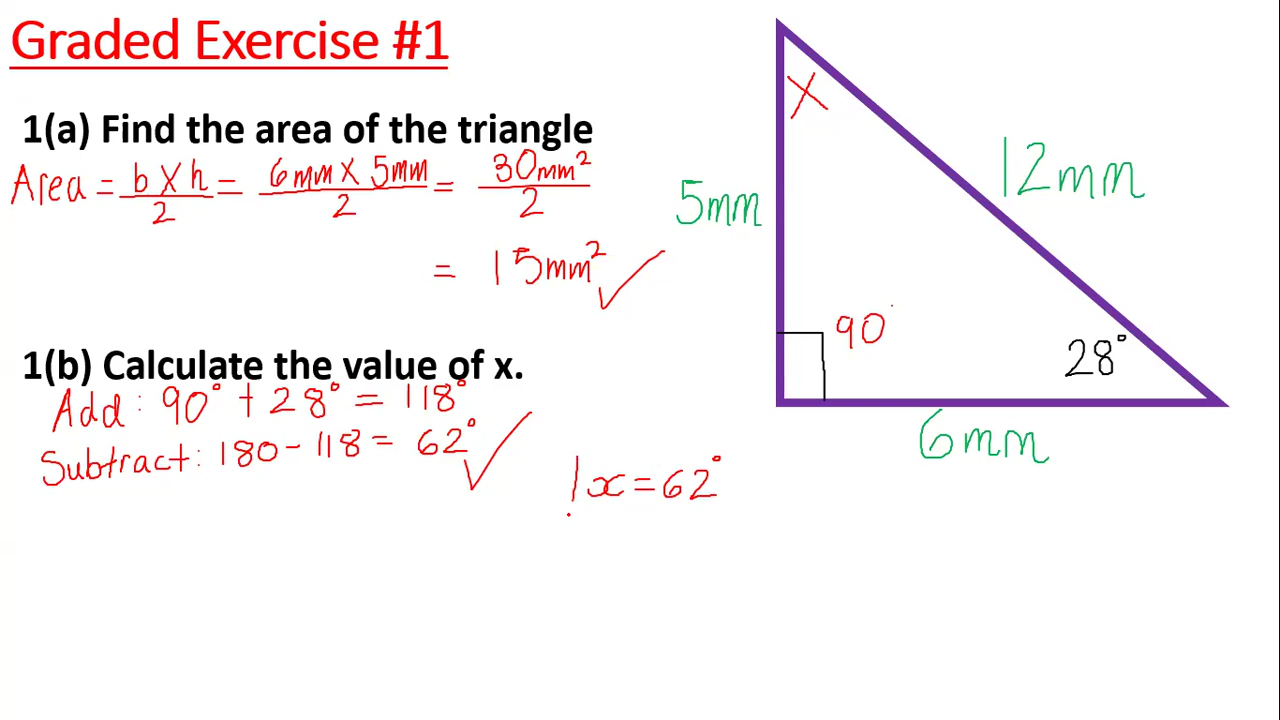 Graded Exercise #1
1(a) Find the area of the triangle
Area = b X h / 2 = 6mm x 5mm / 2 = 30mm² / 2
= 15mm² ✓
1(b) Calculate the value of x.
Add: 90° + 28° = 118°
Subtract: 180 - 118 = 62° ✓
x = 62°
X
12mm
5mm
90°
28°
6mm